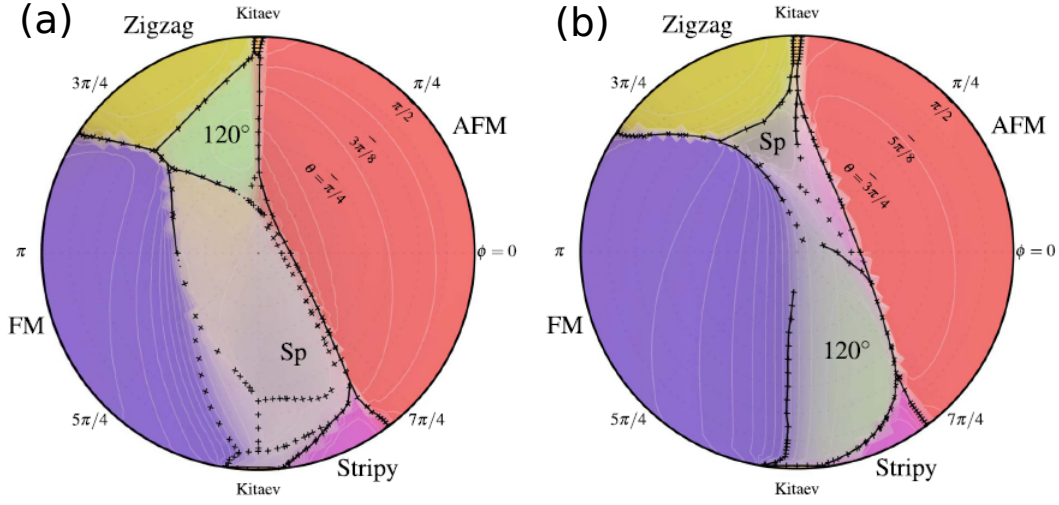 (a)
Kitaev
Zigzag
3π/4
π/4
π/2
AFM
120°
3π/8
θ = π/4
π
ϕ = 0
FM
Sp
5π/4
7π/4
Stripy
Kitaev
(b)
Kitaev
Zigzag
3π/4
π/4
π/2
AFM
Sp
5π/8
θ = 3π/4
π
ϕ = 0
FM
120°
5π/4
7π/4
Stripy
Kitaev